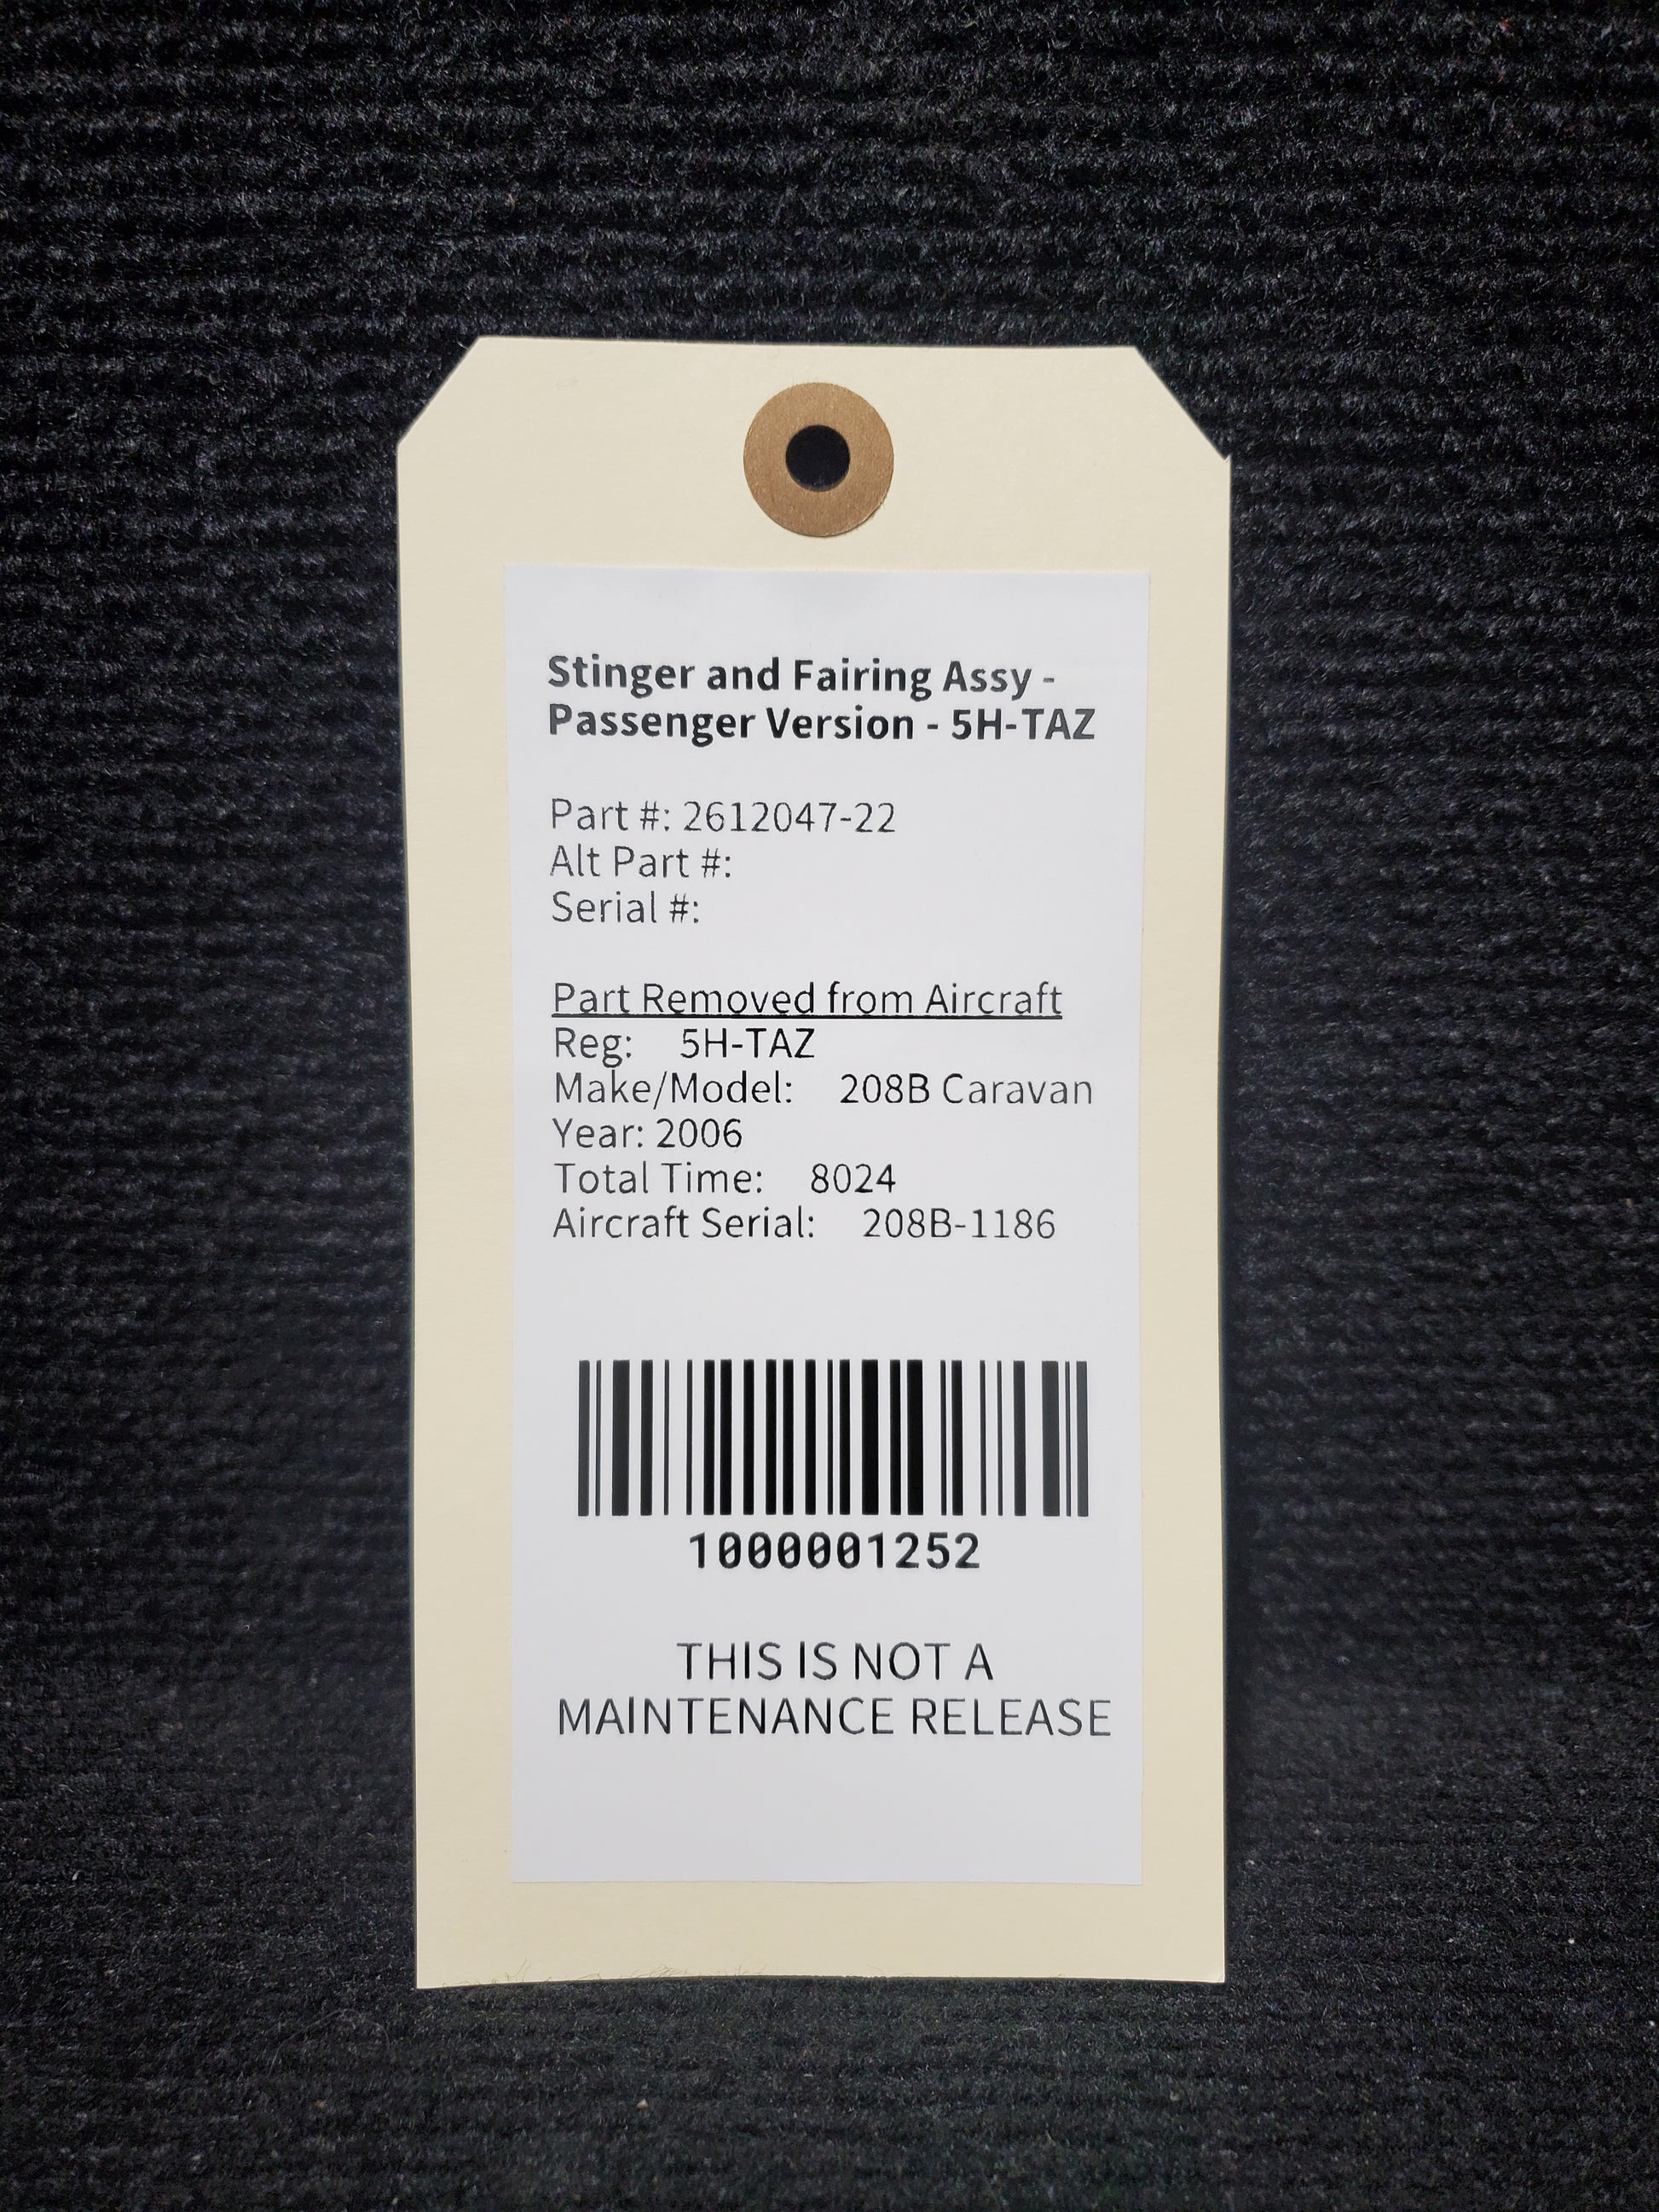 Stinger and Fairing Assy -
Passenger Version - 5H-TAZ
Part #: 2612047-22
Alt Part #:
Serial #:
Part Removed from Aircraft
Reg: 5H-TAZ
Make/Model: 208B Caravan
Year: 2006
Total Time: 8024
Aircraft Serial: 208B-1186
1000001252
THIS IS NOT A
MAINTENANCE RELEASE